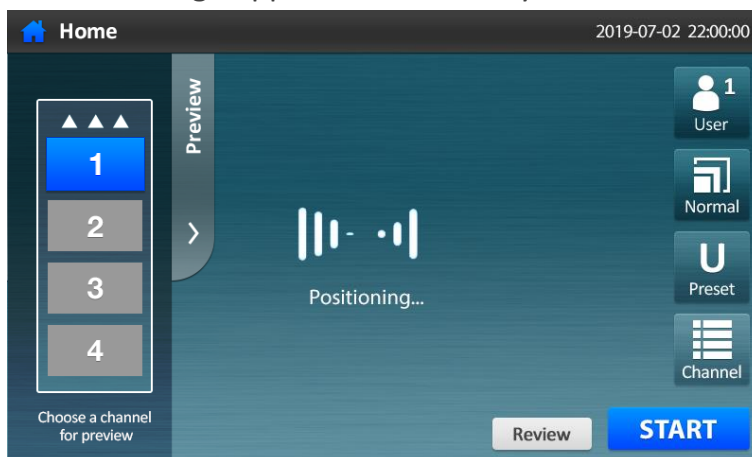 Home
2019-07-02 22:00:00
1
2
3
4
Choose a channel
for preview
Preview
Positioning...
1
User
Normal
U
Preset
Channel
Review
START